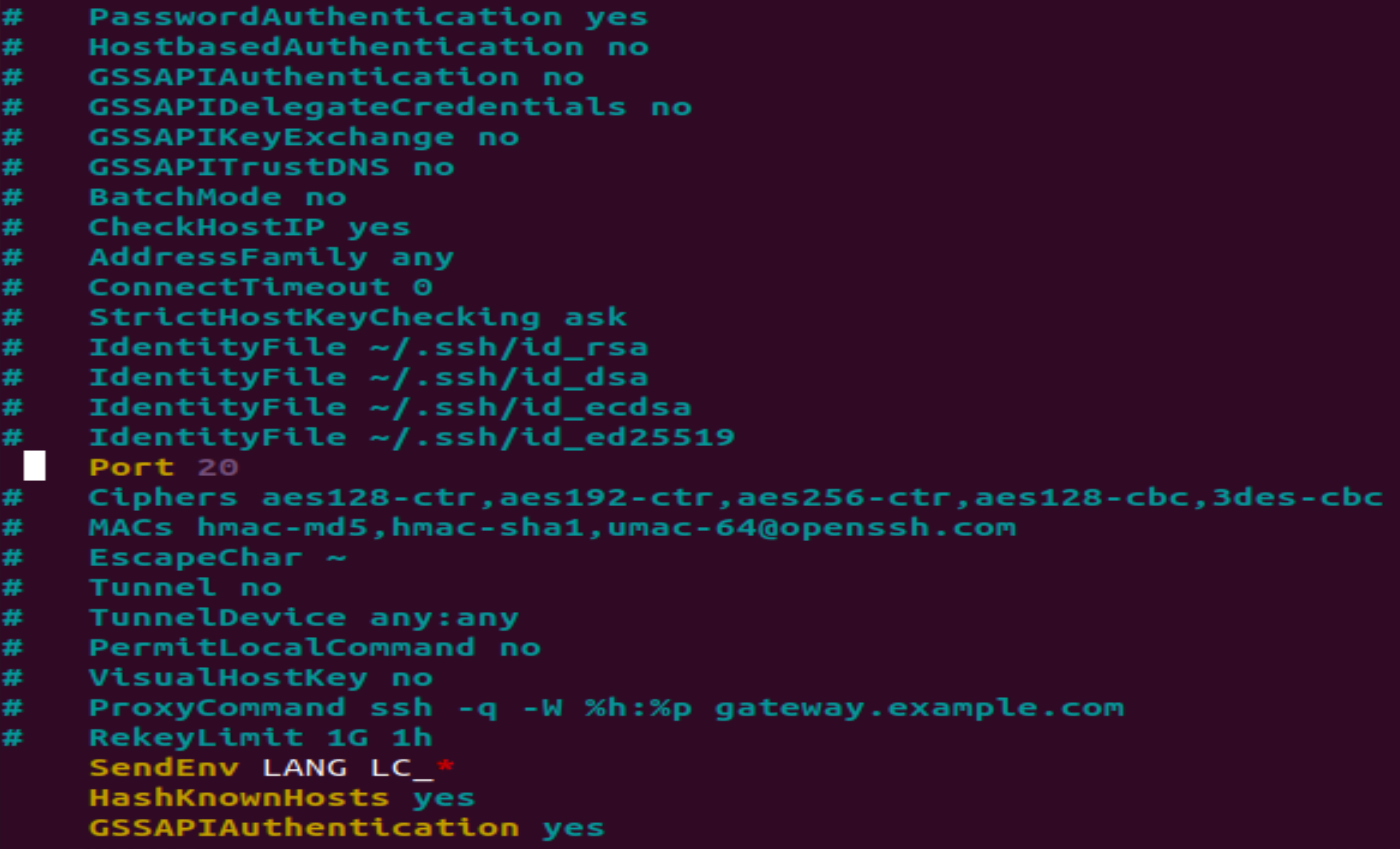 # PasswordAuthentication yes
# HostbasedAuthentication no
# GSSAPIAuthentication no
# GSSAPIDelegateCredentials no
# GSSAPIKeyExchange no
# GSSAPITrustDNS no
# BatchMode no
# CheckHostIP yes
# AddressFamily any
# ConnectTimeout 0
# StrictHostKeyChecking ask
# IdentityFile ~/.ssh/id_rsa
# IdentityFile ~/.ssh/id_dsa
# IdentityFile ~/.ssh/id_ecdsa
# IdentityFile ~/.ssh/id_ed25519
Port 20
# Ciphers aes128-ctr,aes192-ctr,aes256-ctr,aes128-cbc,3des-cbc
# MACs hmac-md5,hmac-sha1,umac-64@openssh.com
# EscapeChar ~
# Tunnel no
# TunnelDevice any:any
# PermitLocalCommand no
# VisualHostKey no
# ProxyCommand ssh -q -W %h:%p gateway.example.com
# RekeyLimit 1G 1h
SendEnv LANG LC_*
HashKnownHosts yes
GSSAPIAuthentication yes